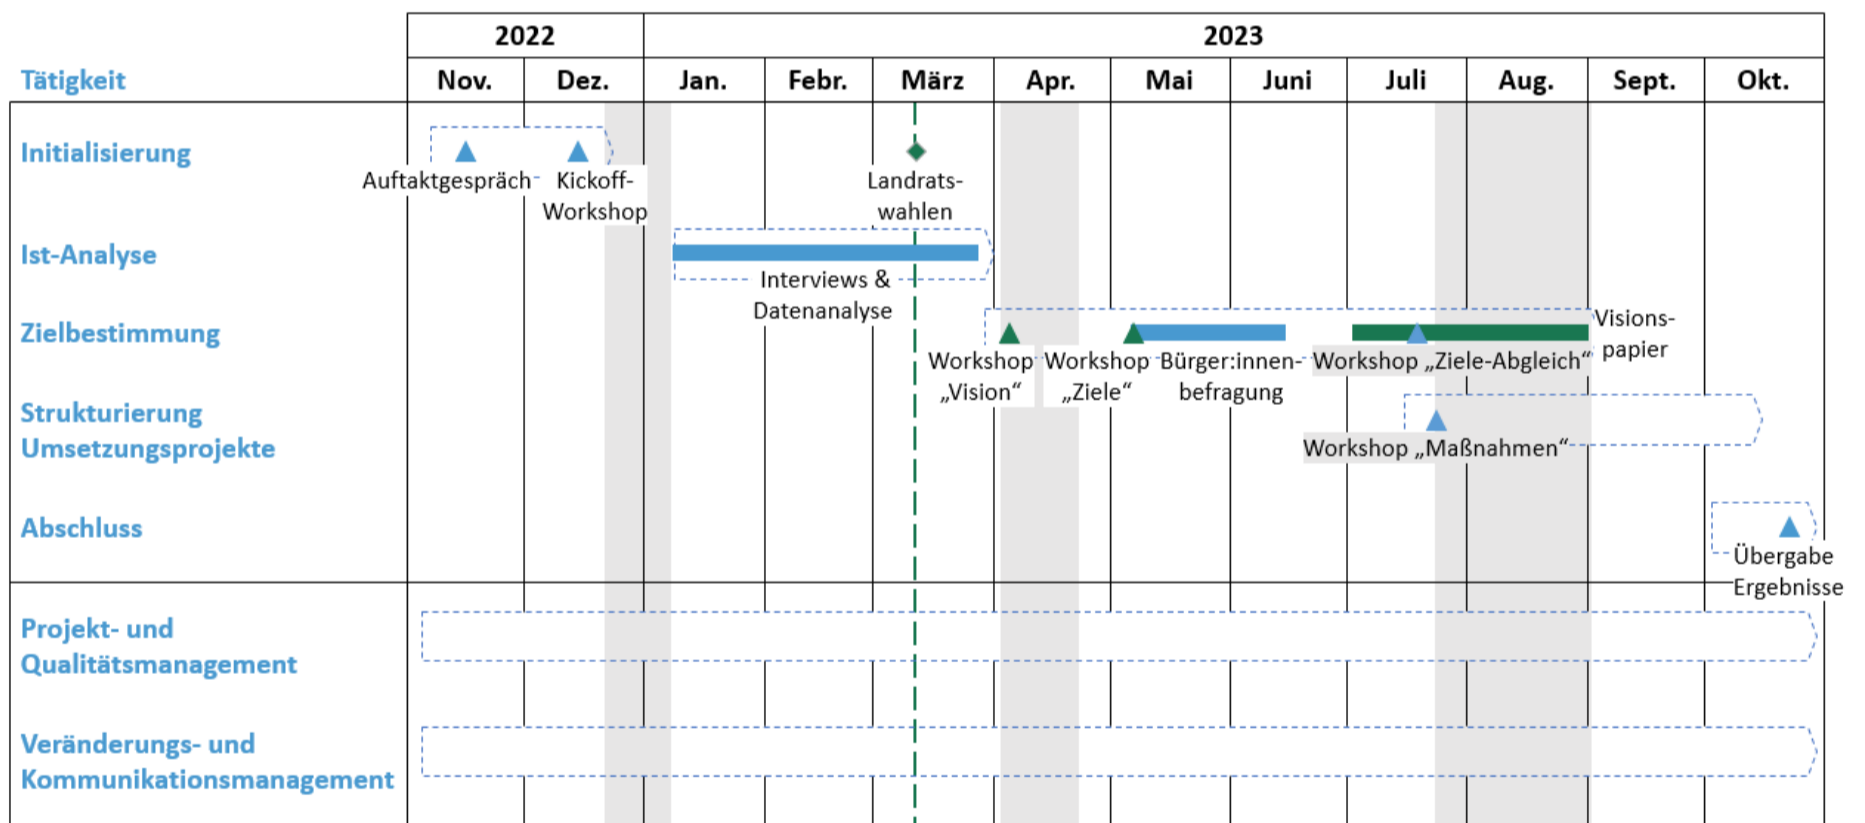 2022
2023
Tätigkeit
Nov.
Dez.
Jan.
Febr.
März
Apr.
Mai
Juni
Juli
Aug.
Sept.
Okt.
Initialisierung
Auftaktgespräch
Kickoff-
Workshop
Landrats-
wahlen
Ist-Analyse
Interviews &
Datenanalyse
Zielbestimmung
Workshop
„Vision“
Workshop
„Ziele“
Bürger:innen-
befragung
Workshop „Ziele-Abgleich“
Visions-
papier
Strukturierung
Umsetzungsprojekte
Workshop „Maßnahmen“
Abschluss
Übergabe
Ergebnisse
Projekt- und
Qualitätsmanagement
Veränderungs- und
Kommunikationsmanagement